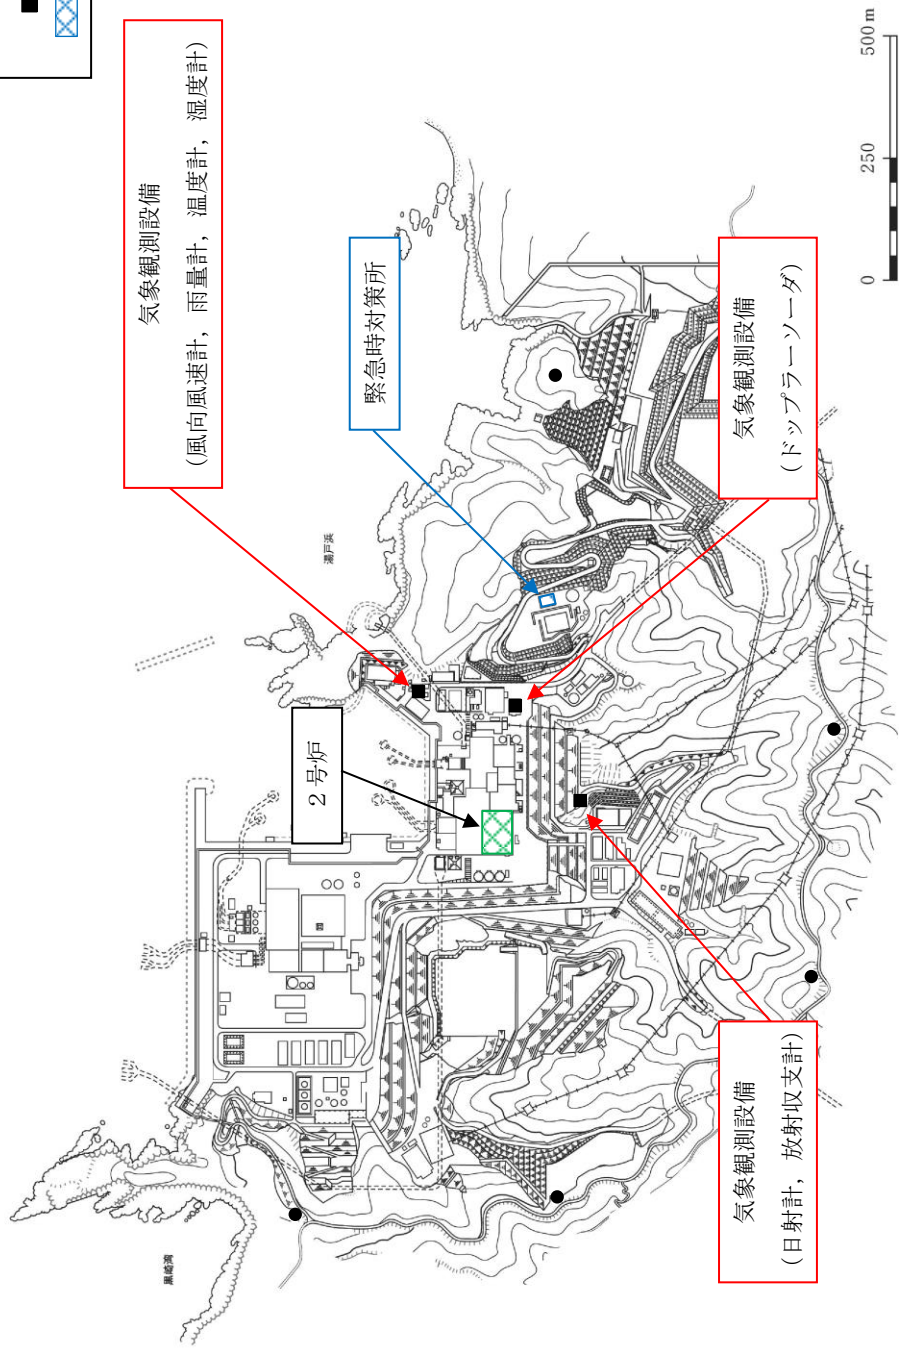 気象観測設備
(風向風速計，雨量計，温度計，湿度計)
緊急時対策所
気象観測設備
(ドップラーソーダ)
2号炉
気象観測設備
(日射計，放射収支計)
湯戸浜
黒崎湾
0 250 500 m